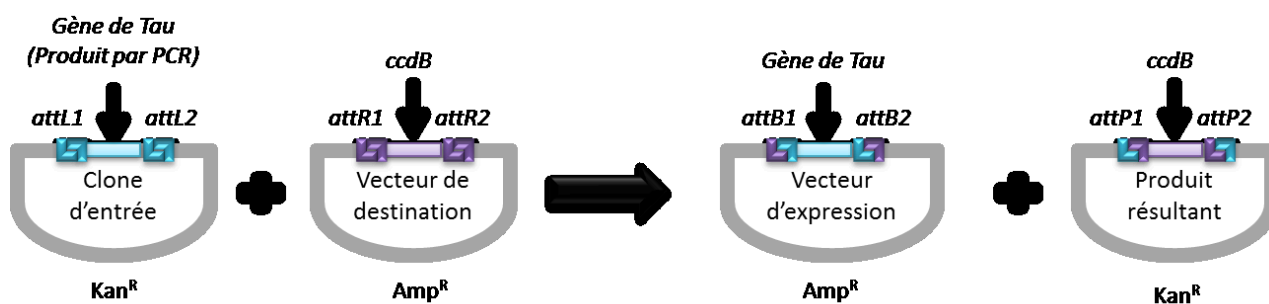 Gène de Tau
(Produit par PCR)
attL1
attL2
Clone
d'entrée
Kan^R
ccdB
attR1
attR2
Vecteur de
destination
Amp^R
Gène de Tau
attB1
attB2
Vecteur
d'expression
Amp^R
ccdB
attP1
attP2
Produit
résultant
Kan^R